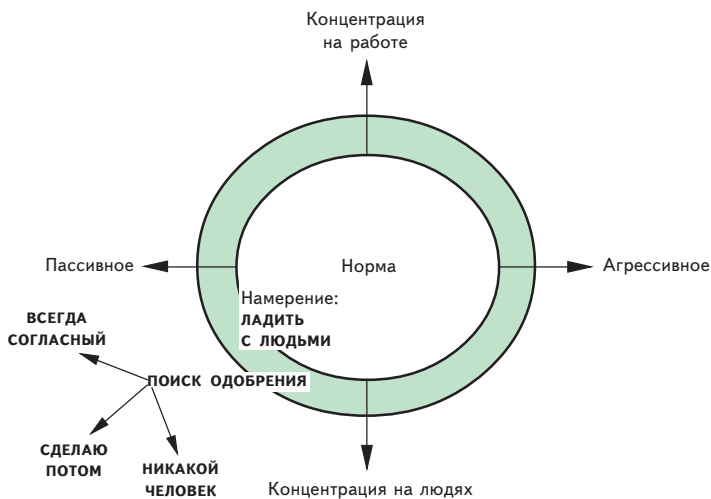 Концентрация
на работе
Пассивное
Норма
Агрессивное
Намерение:
ЛАДИТЬ
С ЛЮДЬМИ
ВСЕГДА
СОГЛАСНЫЙ
ПОИСК ОДОБРЕНИЯ
СДЕЛАЮ
ПОТОМ
НИКАКОЙ
ЧЕЛОВЕК
Концентрация на людях